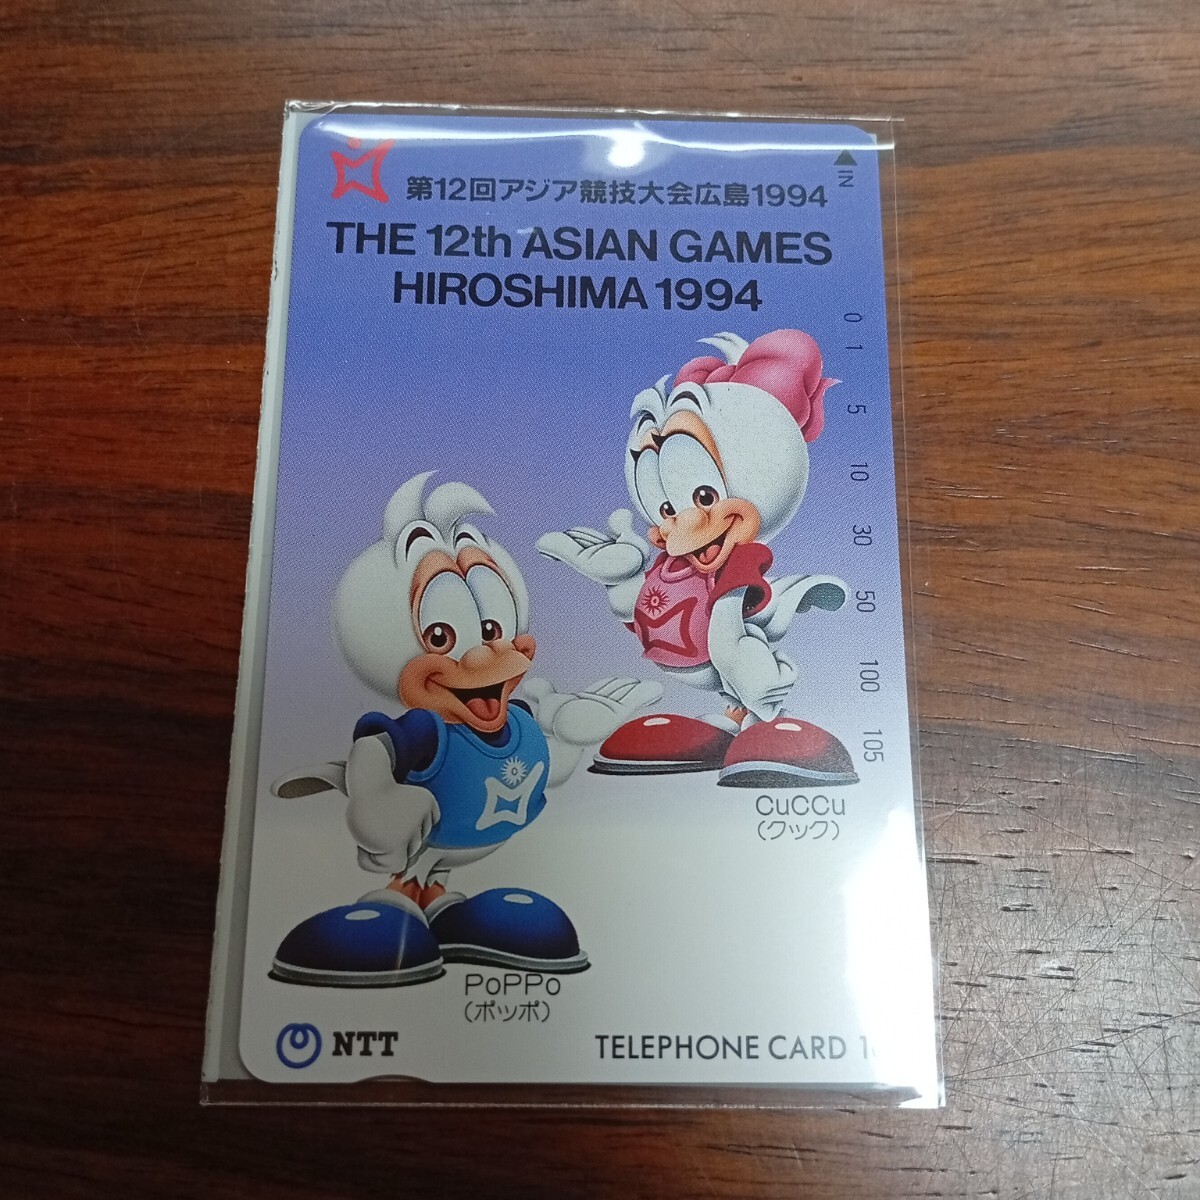 第12回アジア競技大会広島1994
THE 12th ASIAN GAMES
HIROSHIMA 1994
▲IN
0
1
5
10
30
50
100
105
CuCCu
(クック)
PoPPo
(ポッポ)
NTT
TELEPHONE CARD